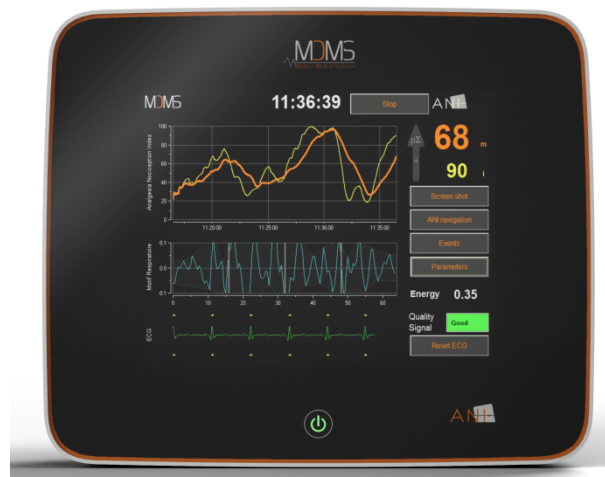 MDMS
MDMS
11:36:39
Stop
ANI
100
80
60
40
20
0
Analgesia Nociception Index
11:20:00
11:25:00
11:30:00
11:35:00
pΣ
+
68
m
90
i
Screen shot
ANI navigation
Events
Parameters
Motif Respiratoire
0.1
0.0
-0.1
0
10
20
30
40
50
60
Energy 0.35
Quality
Signal
Good
ECG
Reset ECG
ANI